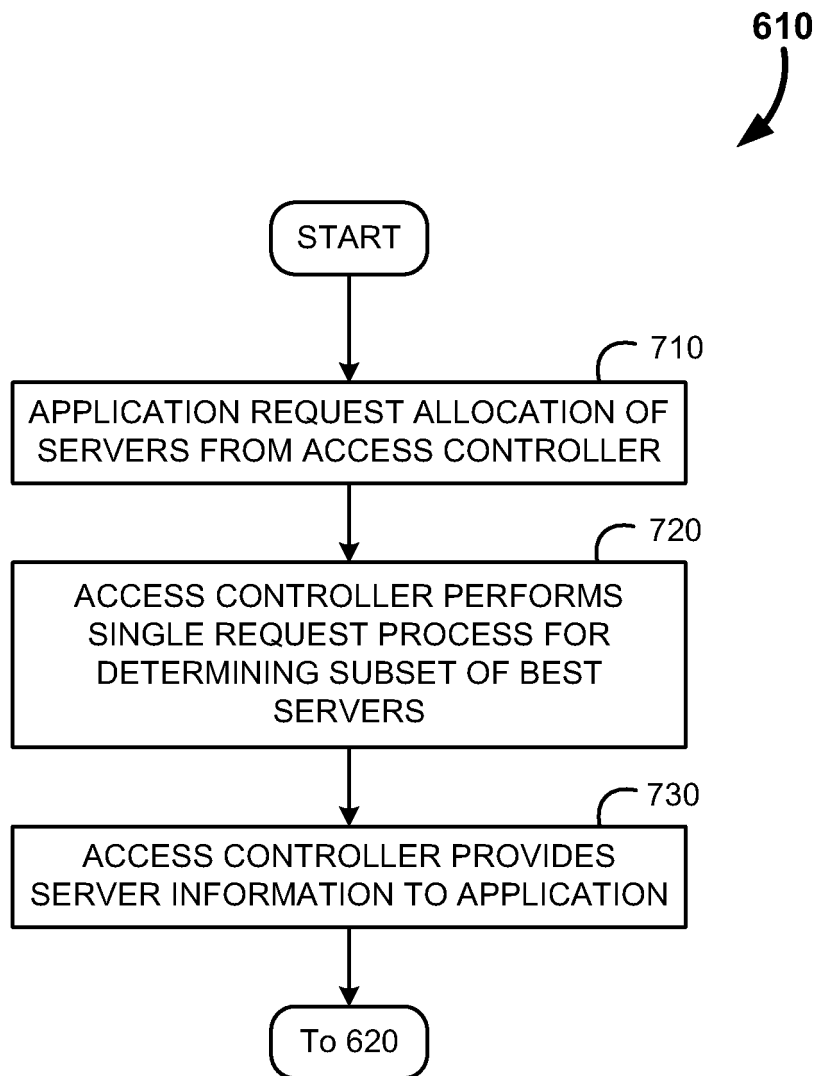 610
START
710
APPLICATION REQUEST ALLOCATION OF
SERVERS FROM ACCESS CONTROLLER
720
ACCESS CONTROLLER PERFORMS
SINGLE REQUEST PROCESS FOR
DETERMINING SUBSET OF BEST
SERVERS
730
ACCESS CONTROLLER PROVIDES
SERVER INFORMATION TO APPLICATION
To 620